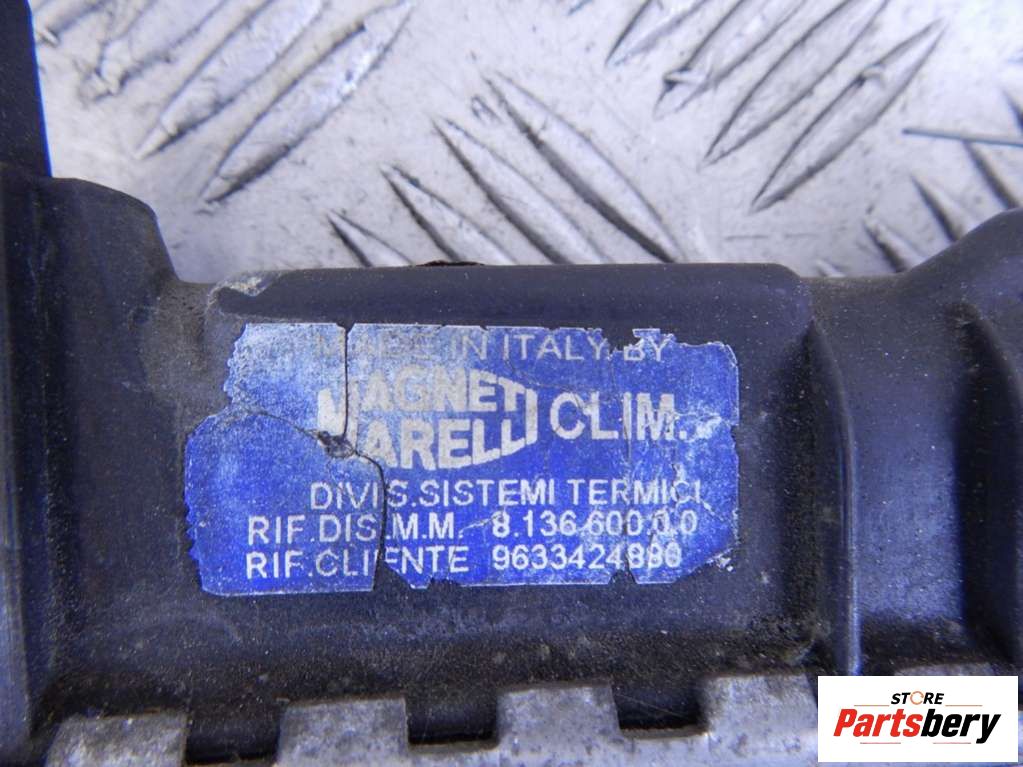 MADE IN ITALY BY
MAGNETI
MARELLI CLIM.
DIVIS.SISTEMI TERMICI
RIF.DIS.M.M. 8.136.600.0.0
RIF.CLIENTE 9633424880
STORE
Partsbery